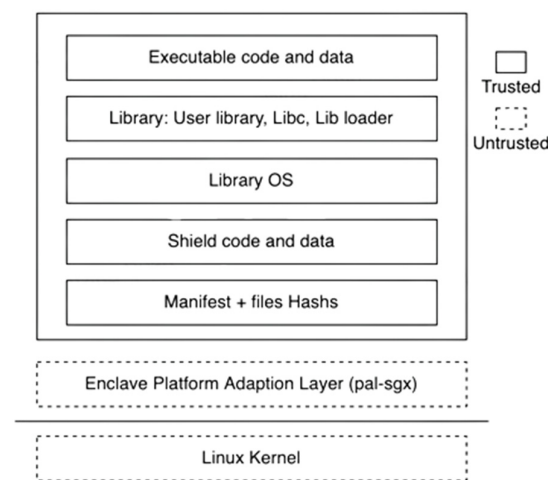 Executable code and data
Trusted
Library: User library, Libc, Lib loader
Untrusted
Library OS
Shield code and data
Manifest + files Hashs
Enclave Platform Adaption Layer (pal-sgx)
Linux Kernel